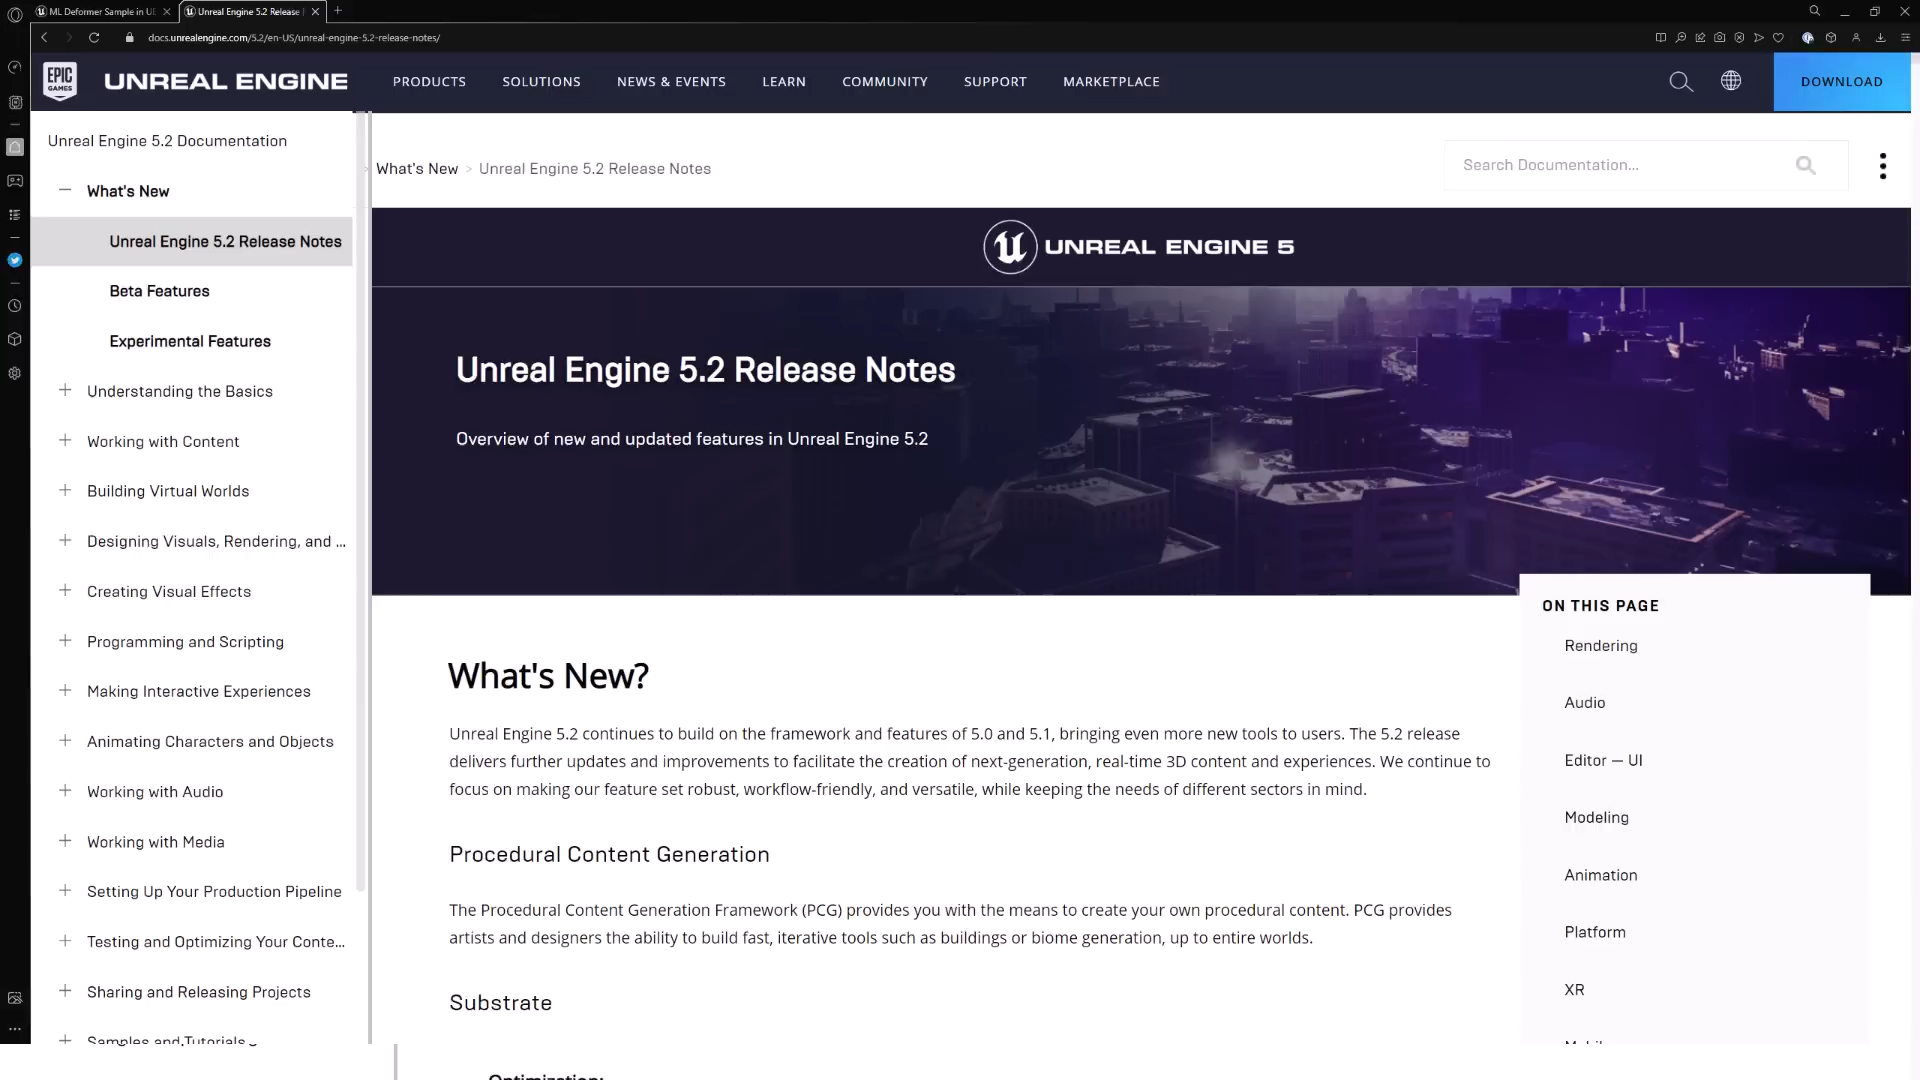 ML Deformer Sample in U
Unreal Engine 5.2 Release
docs.unrealengine.com/5.2/en-US/unreal-engine-5.2-release-notes/
EPIC GAMES
UNREAL ENGINE
PRODUCTS
SOLUTIONS
NEWS & EVENTS
LEARN
COMMUNITY
SUPPORT
MARKETPLACE
DOWNLOAD
Unreal Engine 5.2 Documentation
What's New
Unreal Engine 5.2 Release Notes
Beta Features
Experimental Features
Understanding the Basics
Working with Content
Building Virtual Worlds
Designing Visuals, Rendering, and ...
Creating Visual Effects
Programming and Scripting
Making Interactive Experiences
Animating Characters and Objects
Working with Audio
Working with Media
Setting Up Your Production Pipeline
Testing and Optimizing Your Conte...
Sharing and Releasing Projects
Samples and Tutorials
What's New > Unreal Engine 5.2 Release Notes
Search Documentation...
UNREAL ENGINE 5
Unreal Engine 5.2 Release Notes
Overview of new and updated features in Unreal Engine 5.2
What's New?
Unreal Engine 5.2 continues to build on the framework and features of 5.0 and 5.1, bringing even more new tools to users. The 5.2 release
delivers further updates and improvements to facilitate the creation of next-generation, real-time 3D content and experiences. We continue to
focus on making our feature set robust, workflow-friendly, and versatile, while keeping the needs of different sectors in mind.
Procedural Content Generation
The Procedural Content Generation Framework (PCG) provides you with the means to create your own procedural content. PCG provides
artists and designers the ability to build fast, iterative tools such as buildings or biome generation, up to entire worlds.
Substrate
Optimization:
ON THIS PAGE
Rendering
Audio
Editor — UI
Modeling
Animation
Platform
XR